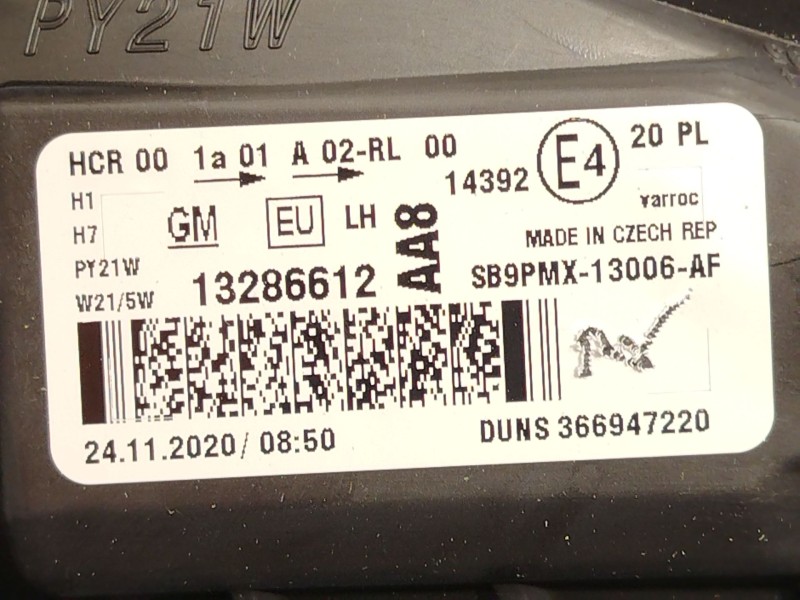 PY21W
HCR 00 1a 01 A 02-RL 00 E4 20 PL
14392
H1
H7
PY21W
W21/5W
GM EU LH AA8
Varroc
MADE IN CZECH REP
13286612 SB9PMX-13006-AF
24.11.2020/ 08:50 DUNS 366947220